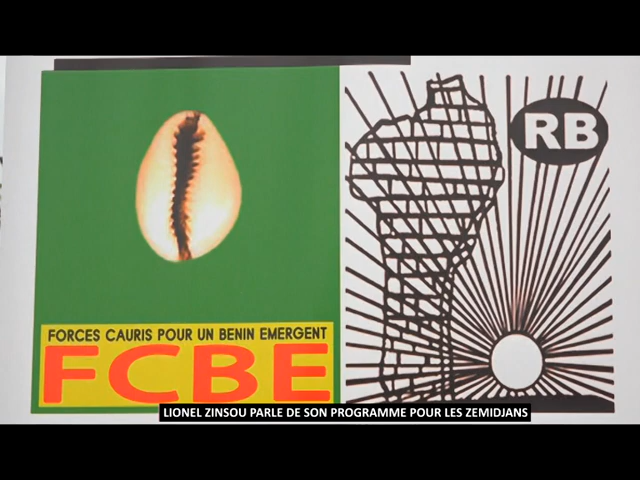 RB
FORCES CAURIS POUR UN BENIN EMERGENT
FCBE
LIONEL ZINSOU PARLE DE SON PROGRAMME POUR LES ZEMIDJANS